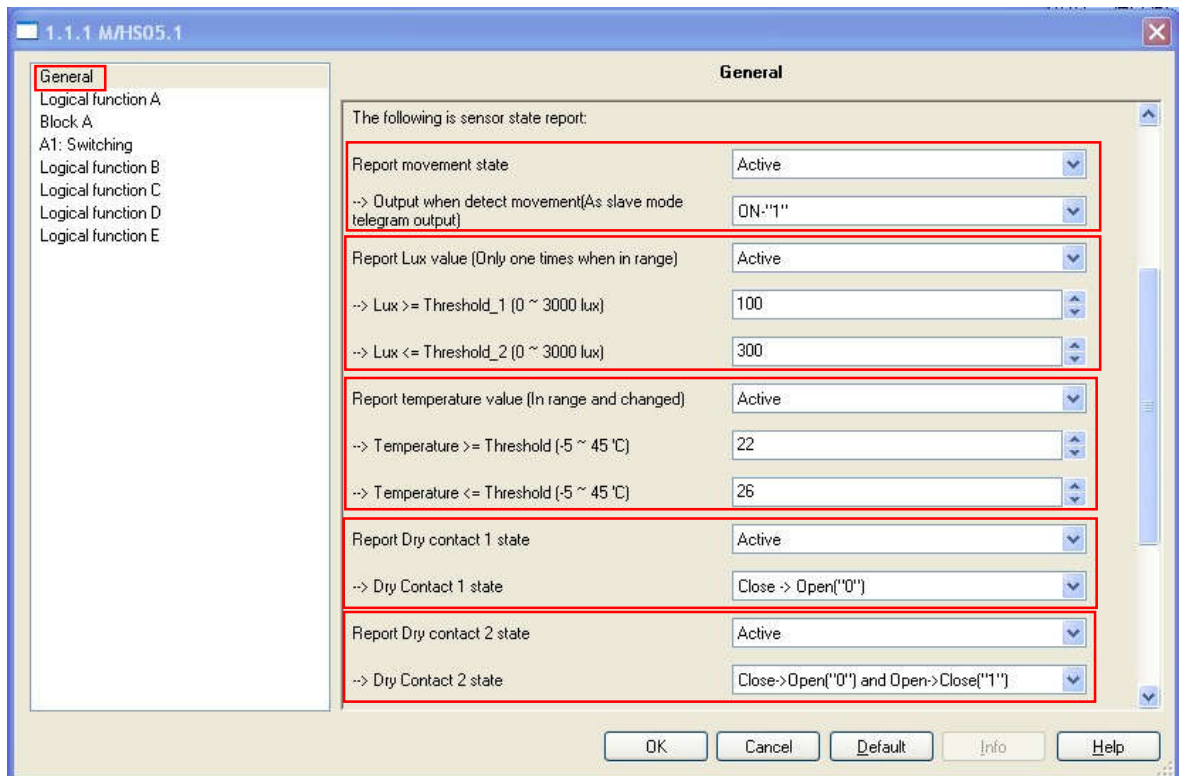 1.1.1 M/HS05.1
General
Logical function A
Block A
A1: Switching
Logical function B
Logical function C
Logical function D
Logical function E
General
The following is sensor state report:
Report movement state
Active
--> Output when detect movement(As slave mode
telegram output)
ON-"1"
Report Lux value (Only one times when in range)
Active
--> Lux >= Threshold_1 (0 ~ 3000 lux)
100
--> Lux <= Threshold_2 (0 ~ 3000 lux)
300
Report temperature value (In range and changed)
Active
--> Temperature >= Threshold (-5 ~ 45 'C)
22
--> Temperature <= Threshold (-5 ~ 45 'C)
26
Report Dry contact 1 state
Active
--> Dry Contact 1 state
Close -> Open("0")
Report Dry contact 2 state
Active
--> Dry Contact 2 state
Close->Open("0") and Open->Close("1")
OK
Cancel
Default
Info
Help